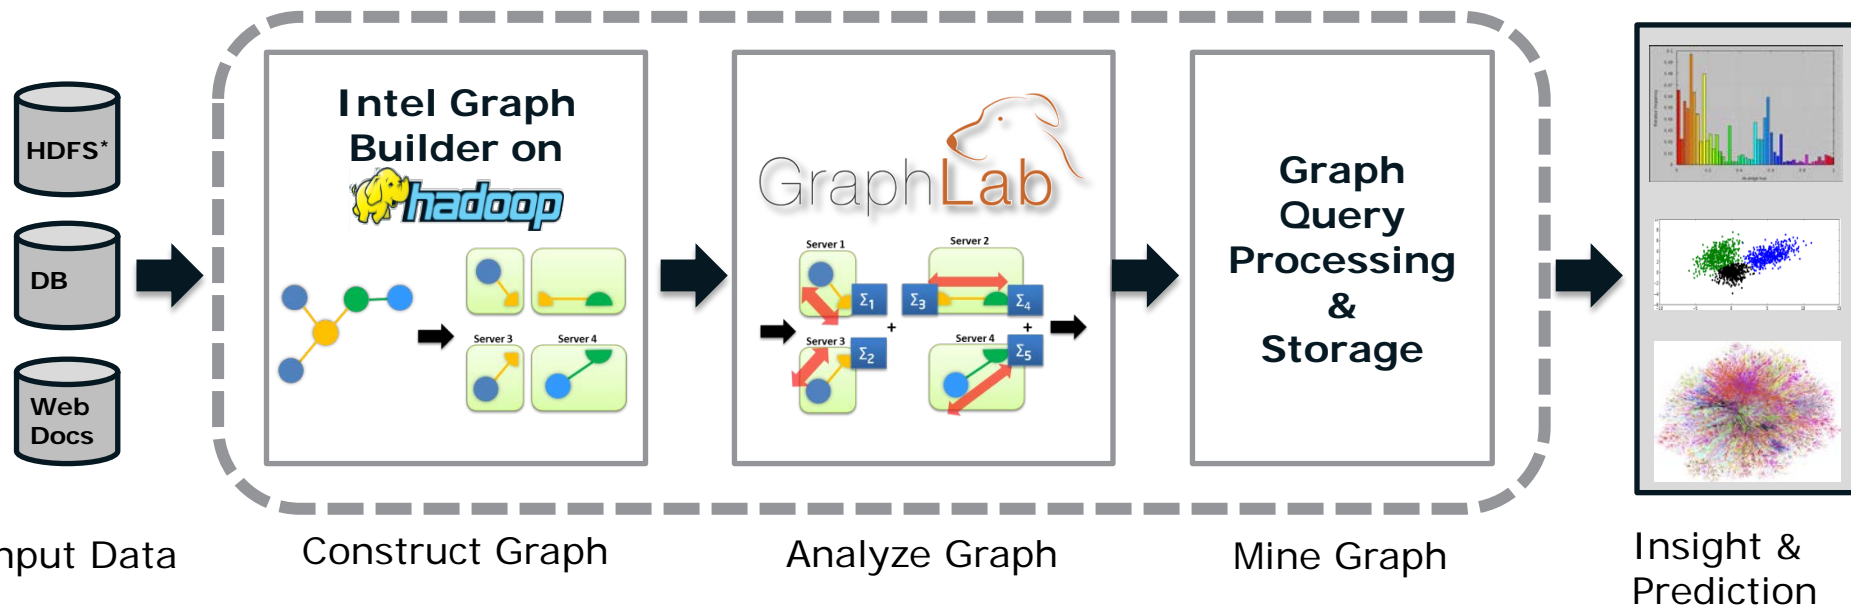 HDFS*
DB
Web
Docs
nput Data
Intel Graph
Builder on
hadoop
Server 3
Server 4
Construct Graph
GraphLab
Server 1
Server 2
Σ1
Σ3
Σ4
+
+
Server 3
Server 4
Σ2
Σ5
Analyze Graph
Graph
Query
Processing
&
Storage
Mine Graph
Insight &
Prediction